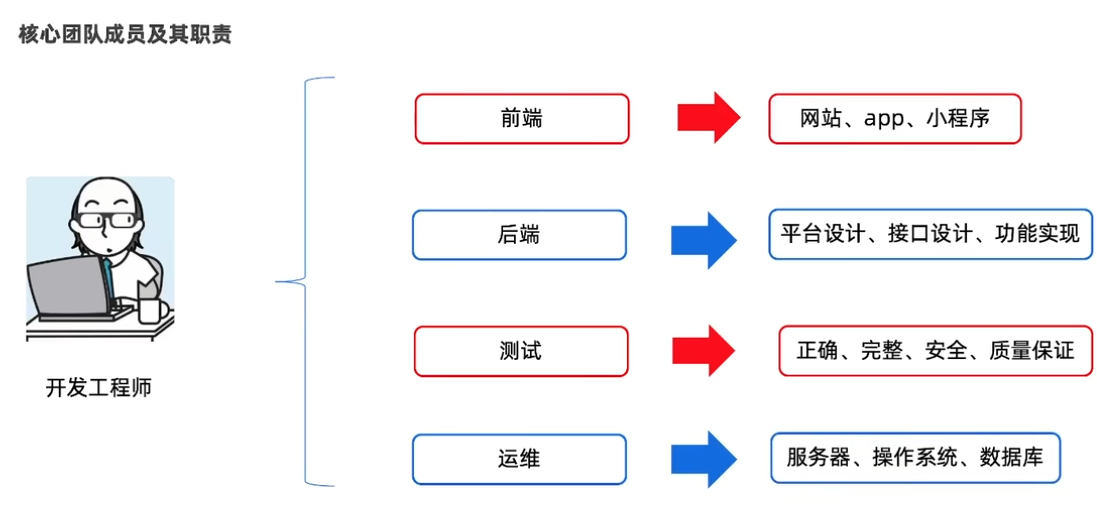 核心团队成员及其职责
前端
网站、app、小程序
后端
平台设计、接口设计、功能实现
测试
正确、完整、安全、质量保证
开发工程师
运维
服务器、操作系统、数据库